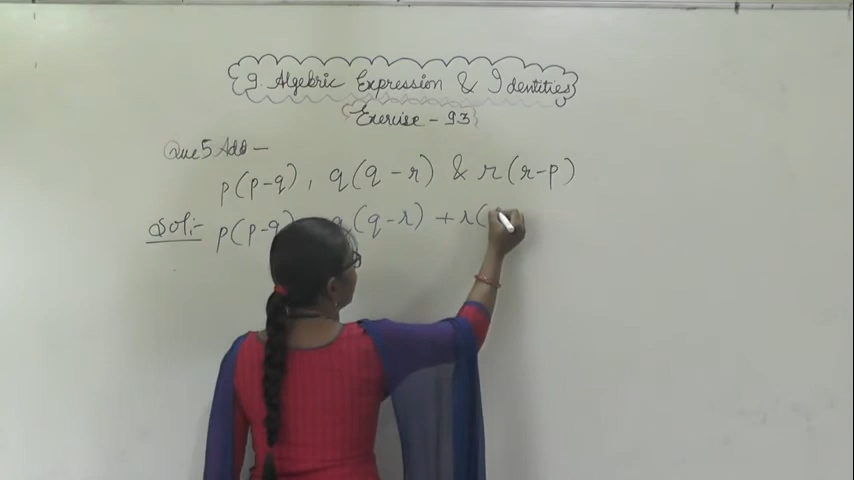 9. Algebric Expression & Identities
Exercise - 9.3
Que 5 Add -
p(p-q), q(q-r) & r(r-p)
Sol:- p(p-q) q(q-r) + r(